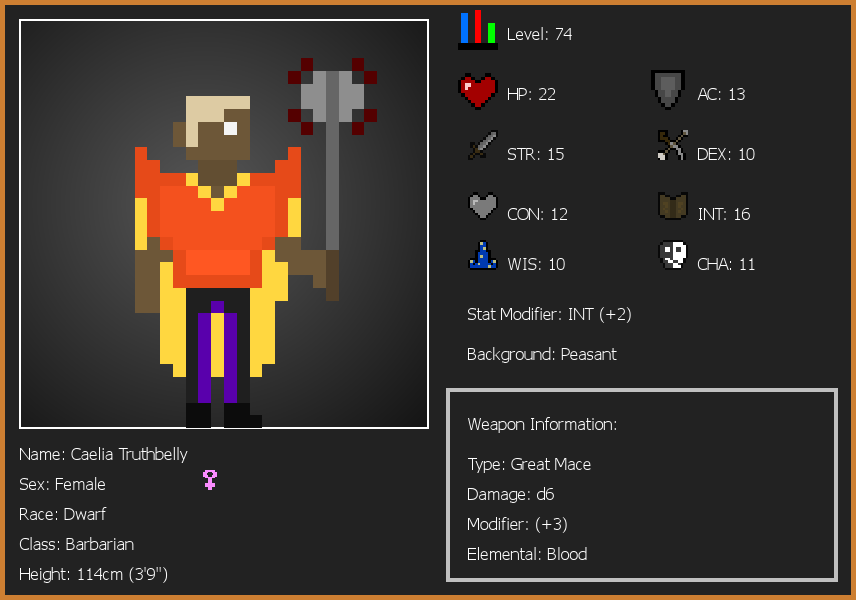 Level: 74
HP: 22
AC: 13
STR: 15
DEX: 10
CON: 12
INT: 16
WIS: 10
CHA: 11
Stat Modifier: INT (+2)
Background: Peasant
Weapon Information:
Type: Great Mace
Damage: d6
Modifier: (+3)
Elemental: Blood
Name: Caelia Truthbelly
Sex: Female
Race: Dwarf
Class: Barbarian
Height: 114cm (3'9")